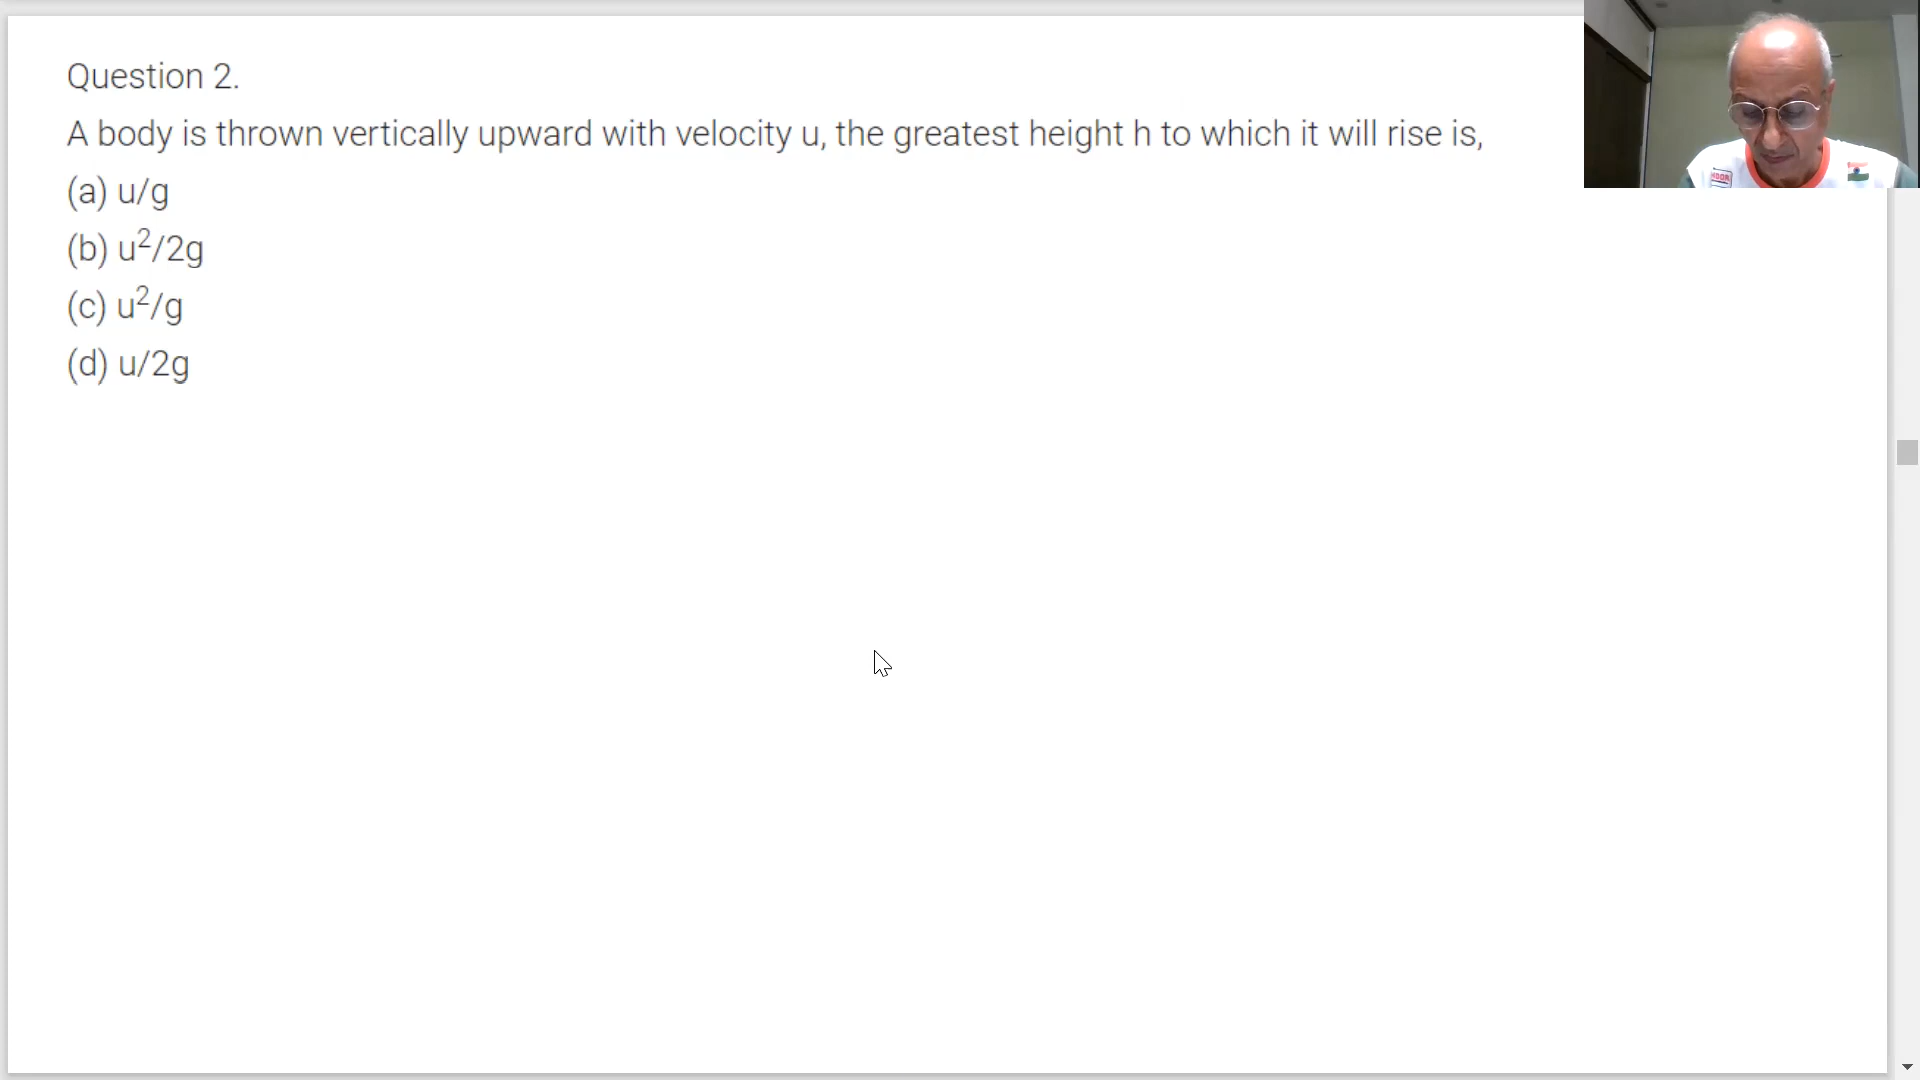 Question 2.
A body is thrown vertically upward with velocity u, the greatest height h to which it will rise is,
(a) u/g
(b) u²/2g
(c) u²/g
(d) u/2g